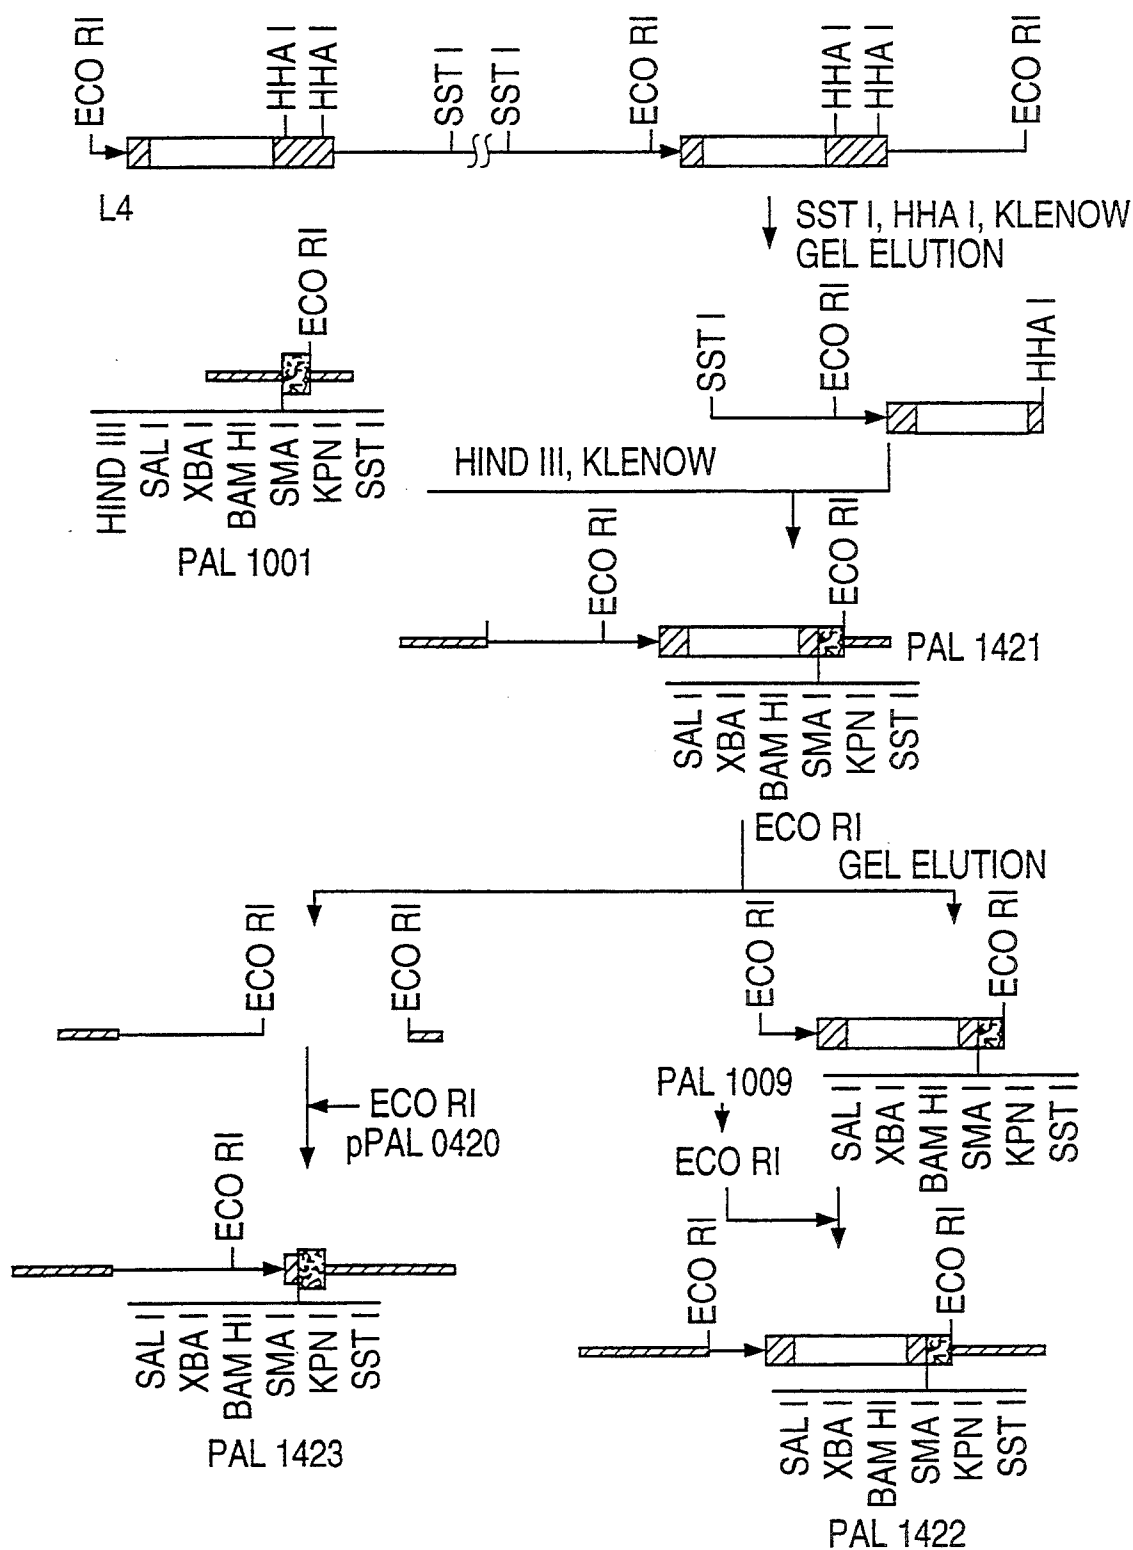 ECO RI
HHA I
HHA I
SST I
SST I
ECO RI
HHA I
HHA I
ECO RI
L4
SST I, HHA I, KLENOW
GEL ELUTION
ECO RI
HIND III
SAL I
XBA I
BAM HI
SMA I
KPN I
SST I
PAL 1001
SST I
ECO RI
HHA I
HIND III, KLENOW
ECO RI
ECO RI
PAL 1421
SAL I
XBA I
BAM HI
SMA I
KPN I
SST I
ECO RI
GEL ELUTION
ECO RI
ECO RI
ECO RI
ECO RI
SAL I
XBA I
BAM HI
SMA I
KPN I
SST I
ECO RI
pPAL 0420
PAL 1009
ECO RI
ECO RI
SAL I
XBA I
BAM HI
SMA I
KPN I
SST I
PAL 1423
ECO RI
ECO RI
SAL I
XBA I
BAM HI
SMA I
KPN I
SST I
PAL 1422